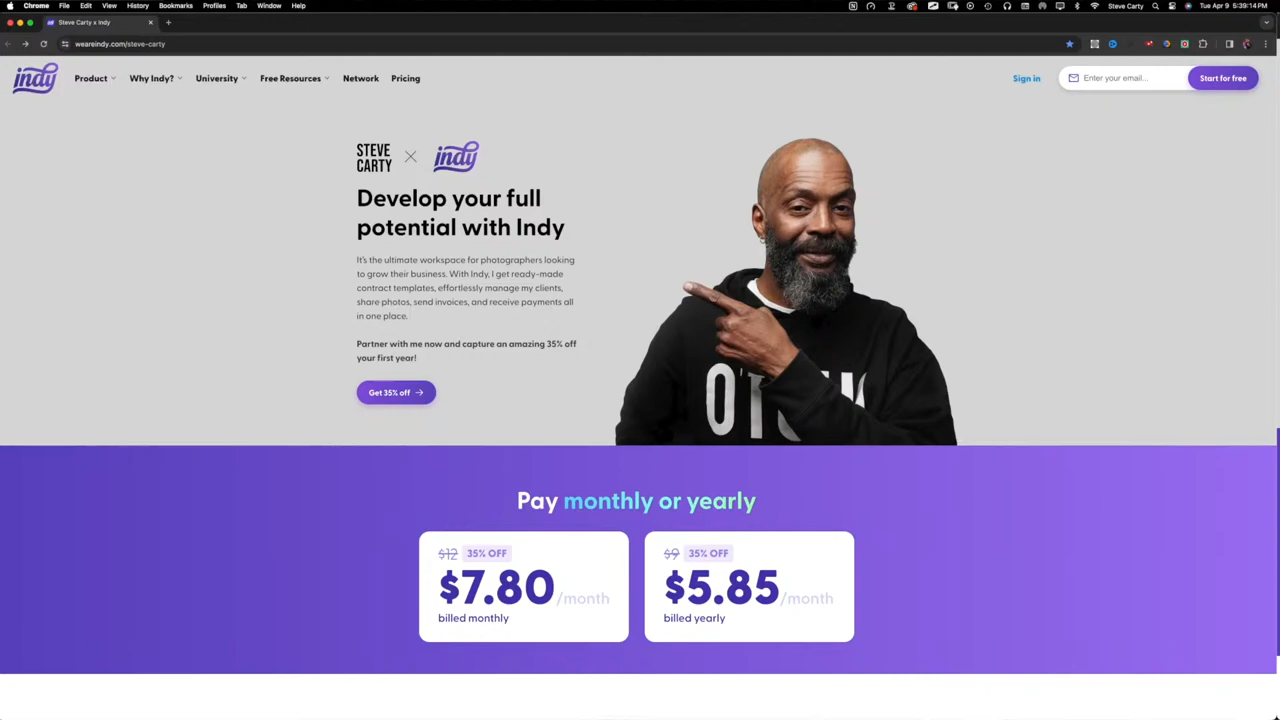 Chrome File Edit View History Bookmarks Profiles Tab Window Help
Steve Carty Tue Apr 9 5:39:14 PM
Steve Carty x Indy
weareindy.com/steve-carty
indy
Product Why Indy? University Free Resources Network Pricing
Sign in
Enter your email...
Start for free
STEVE
CARTY
indy
Develop your full
potential with Indy
It's the ultimate workspace for photographers looking
to grow their business. With Indy, I get ready-made
contract templates, effortlessly manage my clients,
share photos, send invoices, and receive payments all
in one place.
Partner with me now and capture an amazing 35% off
your first year!
Get 35% off
Pay monthly or yearly
$12 35% OFF
$7.80/month
billed monthly
$9 35% OFF
$5.85/month
billed yearly